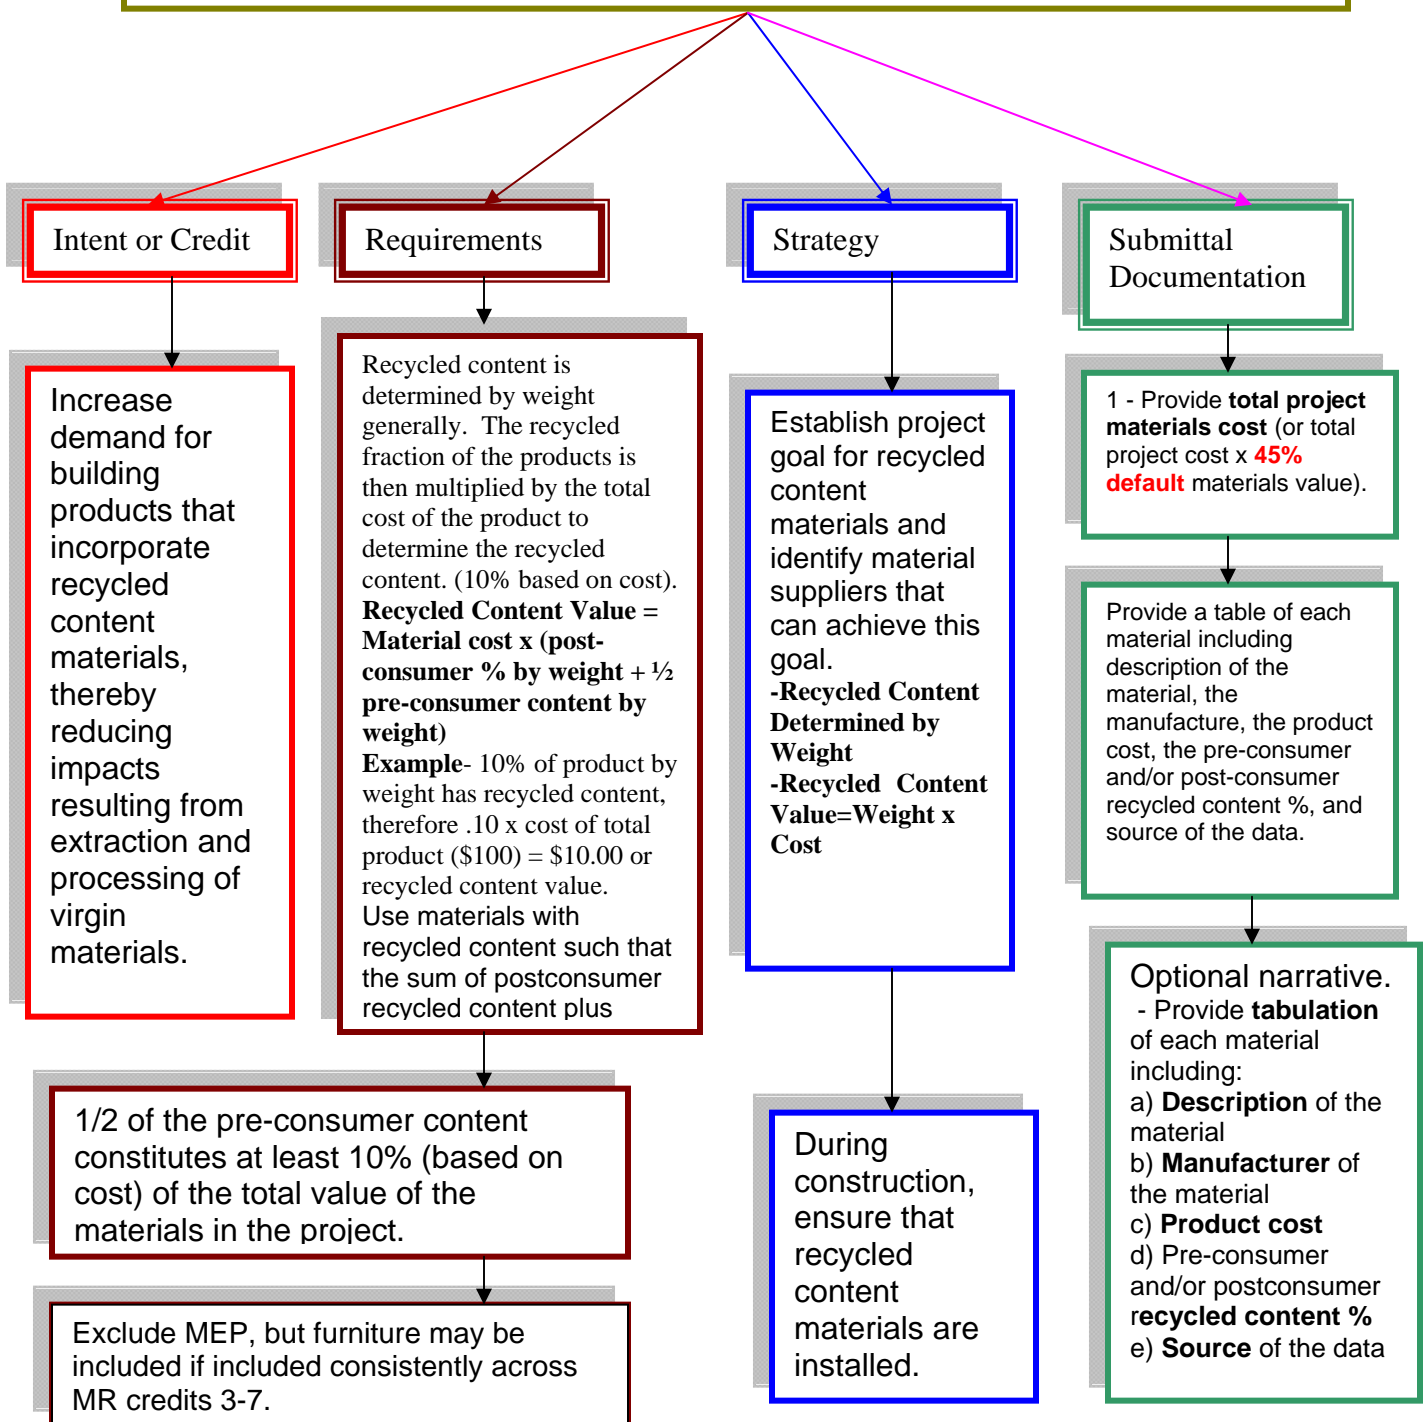 Intent or Credit
Increase
demand for
building
products that
incorporate
recycled
content
materials,
thereby
reducing
impacts
resulting from
extraction and
processing of
virgin
materials.
Requirements
Recycled content is
determined by weight
generally.  The recycled
fraction of the products is
then multiplied by the total
cost of the product to
determine the recycled
content. (10% based on cost).
Recycled Content Value =
Material cost x (post-
consumer % by weight + ½
pre-consumer content by
weight)
Example- 10% of product by
weight has recycled content,
therefore .10 x cost of total
product ($100) = $10.00 or
recycled content value.
Use materials with
recycled content such that
the sum of postconsumer
recycled content plus
1/2 of the pre-consumer content
constitutes at least 10% (based on
cost) of the total value of the
materials in the project.
Exclude MEP, but furniture may be
included if included consistently across
MR credits 3-7.
Strategy
Establish project
goal for recycled
content
materials and
identify material
suppliers that
can achieve this
goal.
-Recycled Content
Determined by
Weight
-Recycled  Content
Value=Weight x
Cost
During
construction,
ensure that
recycled
content
materials are
installed.
Submittal
Documentation
1 - Provide total project
materials cost (or total
project cost x 45%
default materials value).
Provide a table of each
material including
description of the
material, the
manufacture, the product
cost, the pre-consumer
and/or post-consumer
recycled content %, and
source of the data.
Optional narrative.
- Provide tabulation
of each material
including:
a) Description of the
material
b) Manufacturer of
the material
c) Product cost
d) Pre-consumer
and/or postconsumer
recycled content %
e) Source of the data